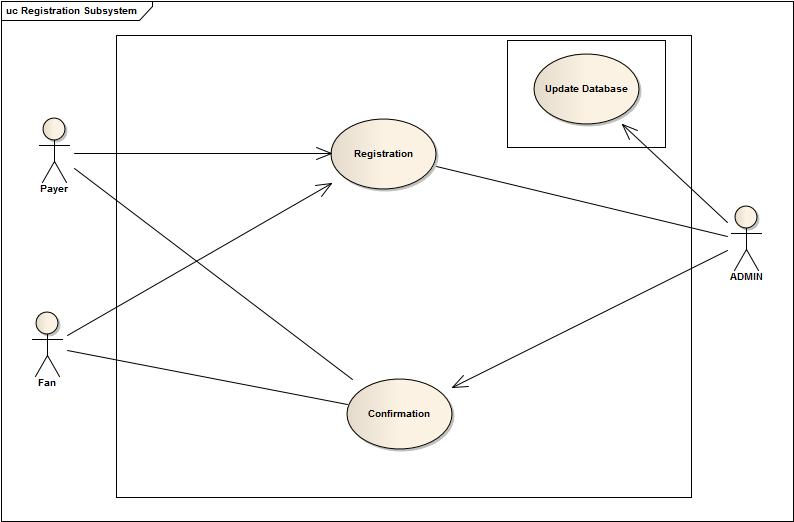 uc Registration Subsystem
Update Database
Registration
Payer
ADMIN
Fan
Confirmation